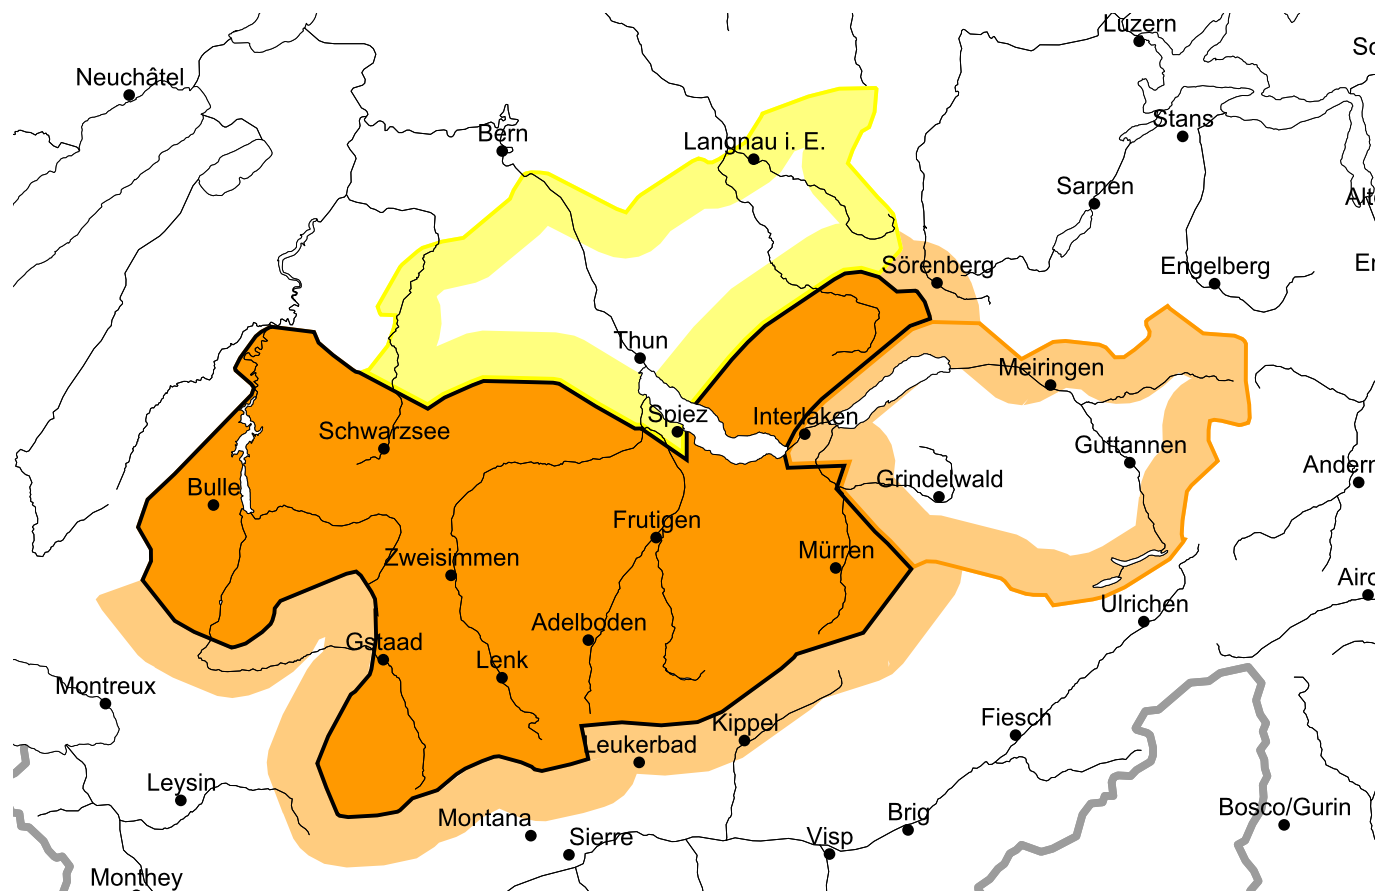 Luzern
Neuchâtel
Stans
Bern
Langnau i. E.
Sarnen
Sörenberg
Engelberg
Thun
Meiringen
Spiez
Interlaken
Schwarzsee
Guttannen
Grindelwald
Bulle
Frutigen
Mürren
Zweisimmen
Ulrichen
Adelboden
Gstaad
Lenk
Montreux
Fiesch
Kippel
Leukerbad
Leysin
Montana
Brig
Bosco/Gurin
Sierre
Visp
Monthey